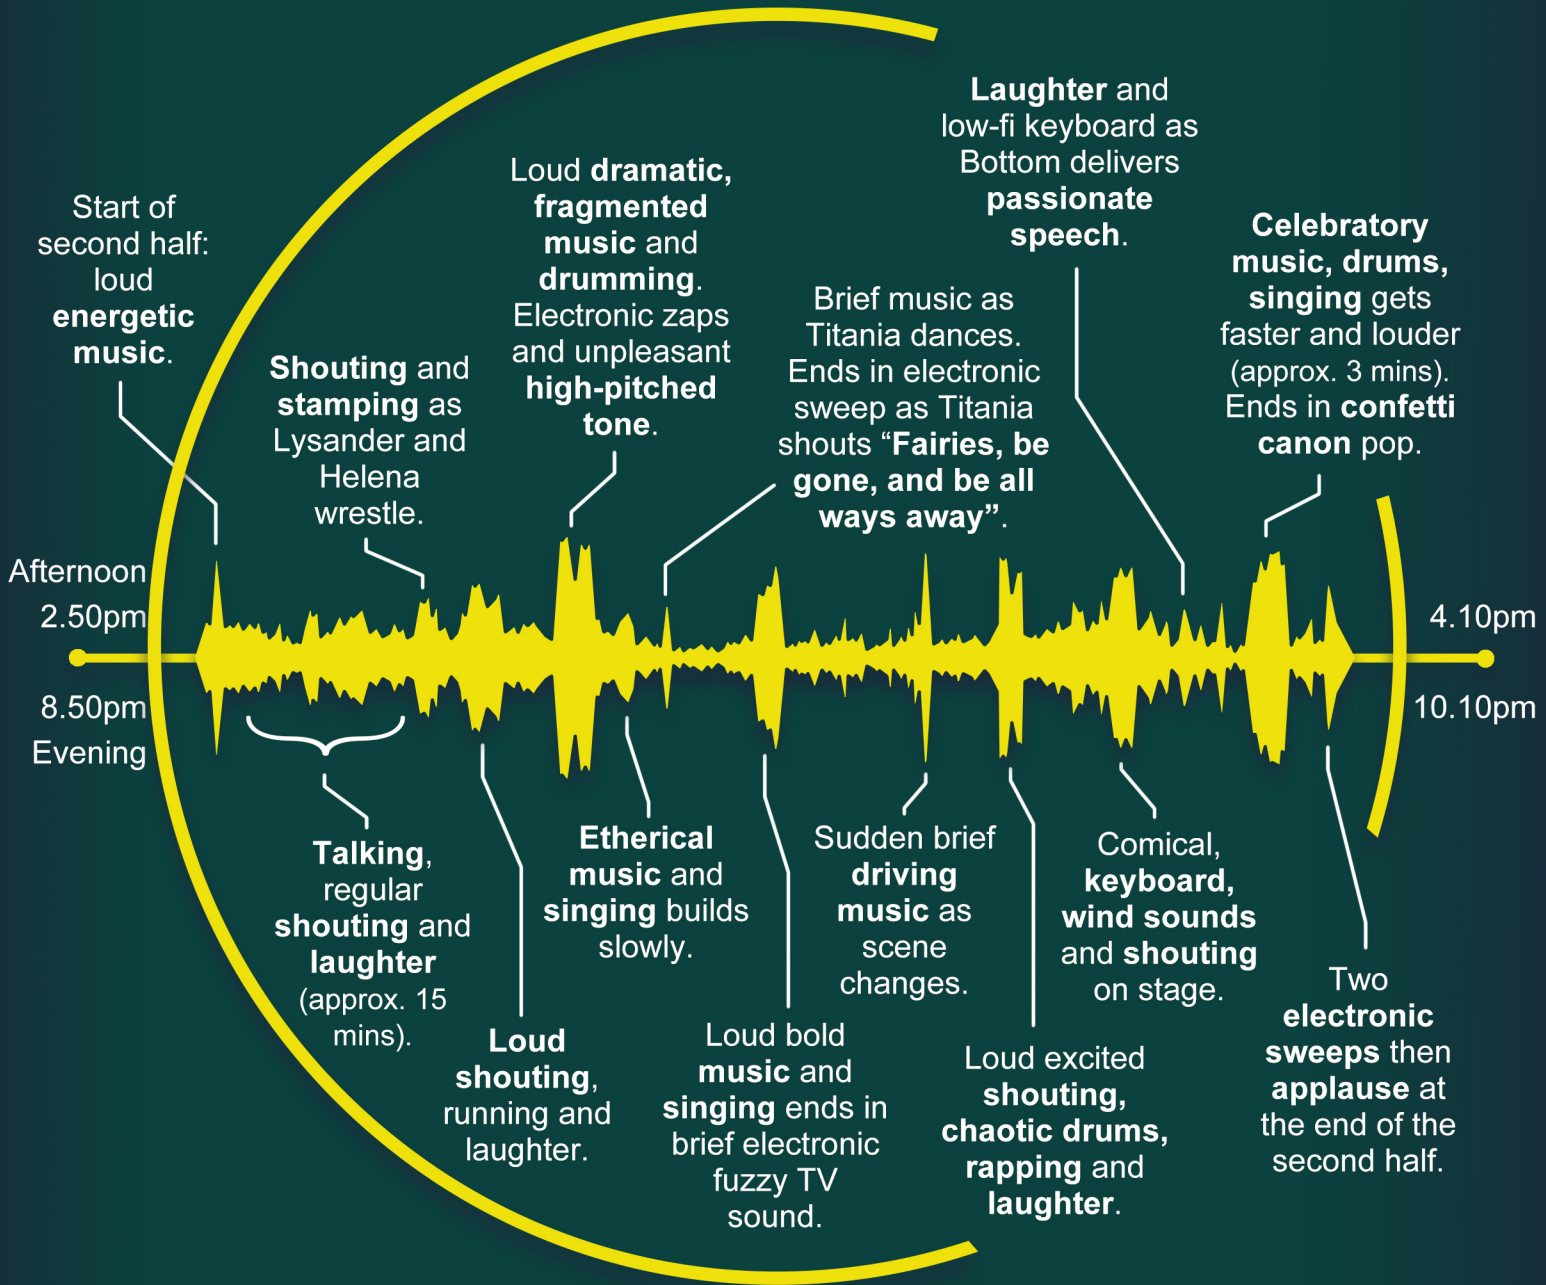 Start of
second half:
loud
energetic
music.
Shouting and
stamping as
Lysander and
Helena
wrestle.
Loud dramatic,
fragmented
music and
drumming.
Electronic zaps
and unpleasant
high-pitched
tone.
Brief music as
Titania dances.
Ends in electronic
sweep as Titania
shouts “Fairies, be
gone, and be all
ways away”.
Laughter and
low-fi keyboard as
Bottom delivers
passionate
speech.
Celebratory
music, drums,
singing gets
faster and louder
(approx. 3 mins).
Ends in confetti
canon pop.
Afternoon
2.50pm
8.50pm
Evening
4.10pm
10.10pm
Talking,
regular
shouting and
laughter
(approx. 15
mins).
Loud
shouting,
running and
laughter.
Etherical
music and
singing builds
slowly.
Loud bold
music and
singing ends in
brief electronic
fuzzy TV
sound.
Sudden brief
driving
music as
scene
changes.
Loud excited
shouting,
chaotic drums,
rapping and
laughter.
Comical,
keyboard,
wind sounds
and shouting
on stage.
Two
electronic
sweeps then
applause at
the end of the
second half.